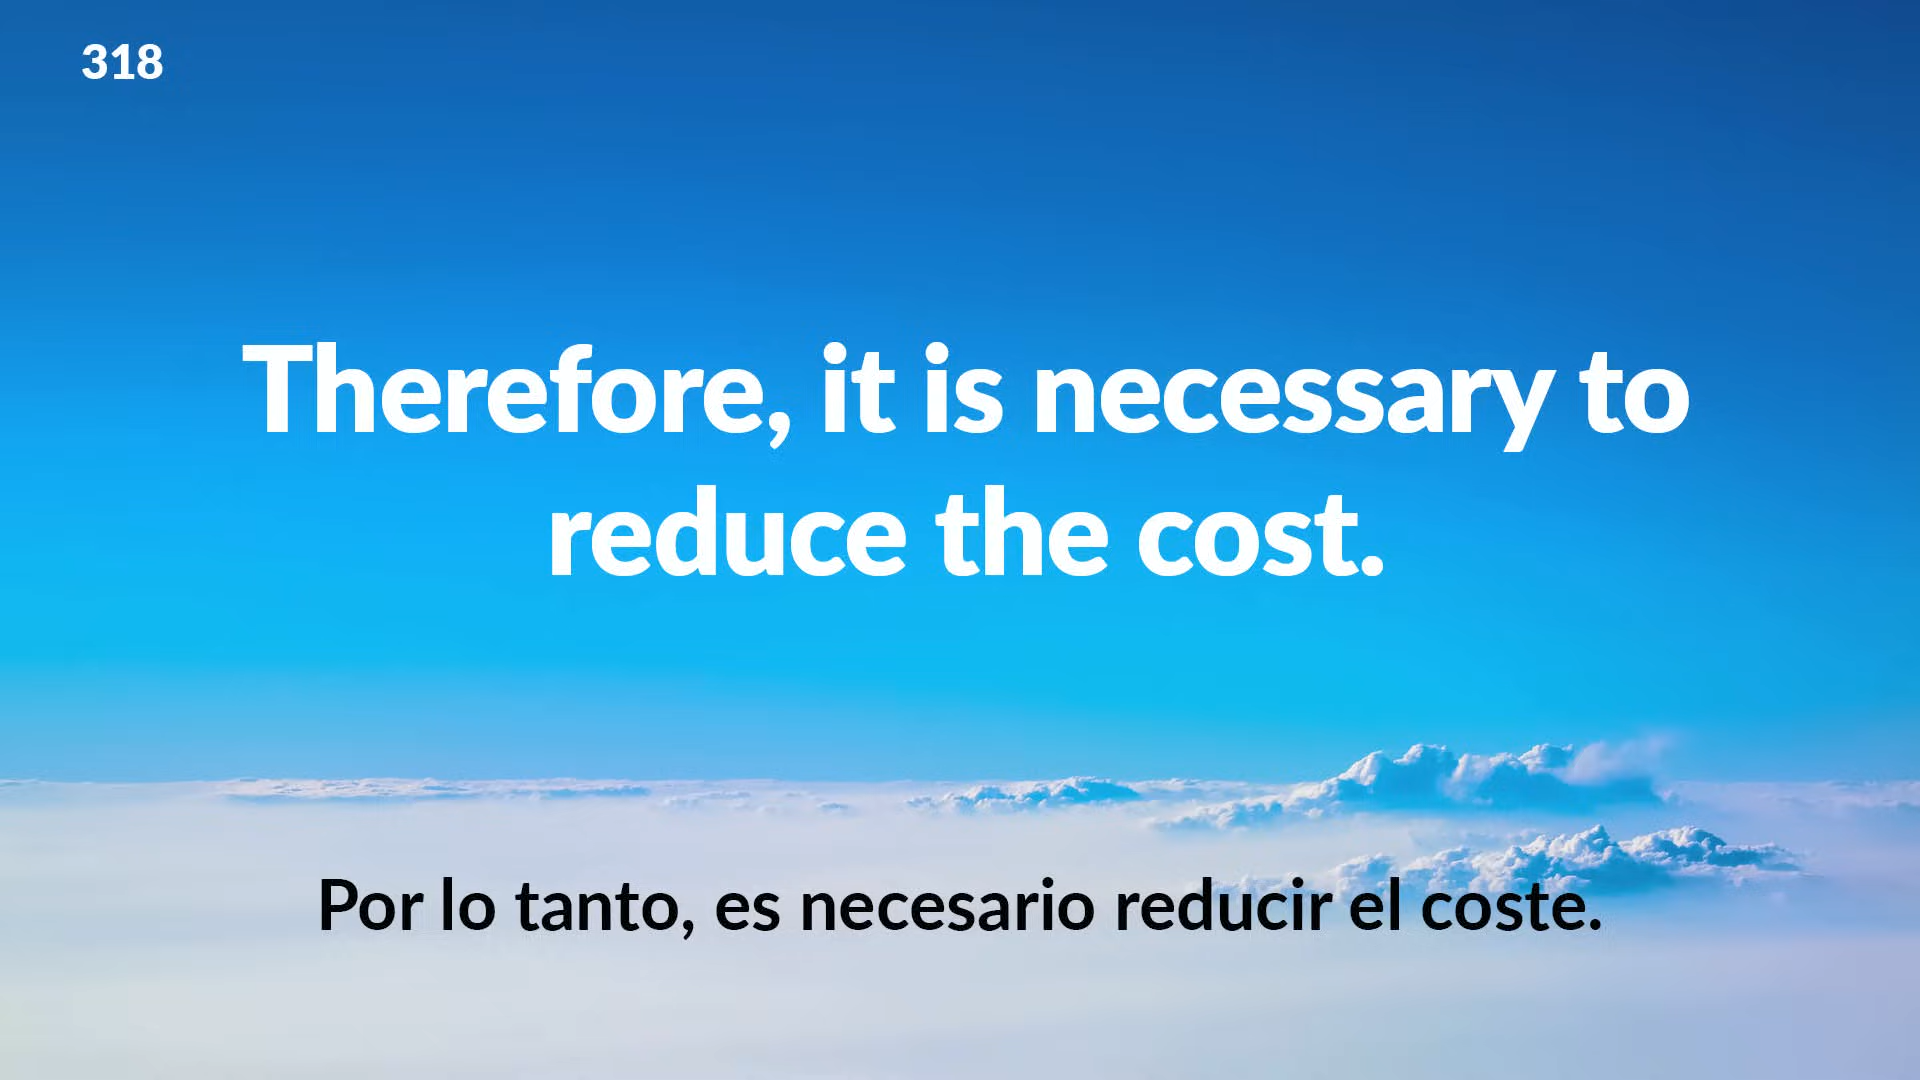 318
Therefore, it is necessary to
reduce the cost.
Por lo tanto, es necesario reducir el coste.